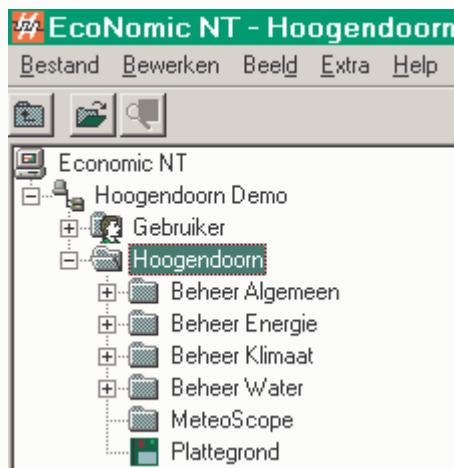 EcoNomic NT - Hoogendoorn
Bestand Bewerken Beeld Extra Help
Economic NT
Hoogendoorn Demo
Gebruiker
Hoogendoorn
Beheer Algemeen
Beheer Energie
Beheer Klimaat
Beheer Water
MeteoScope
Plattegrond